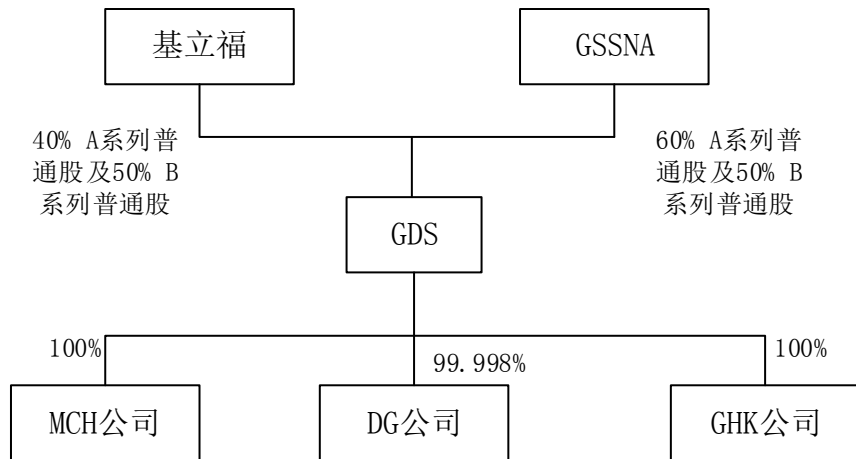 基立福
GSSNA
40% A系列普
通股及50% B
系列普通股
60% A系列普
通股及50% B
系列普通股
GDS
100%
99.998%
100%
MCH公司
DG公司
GHK公司